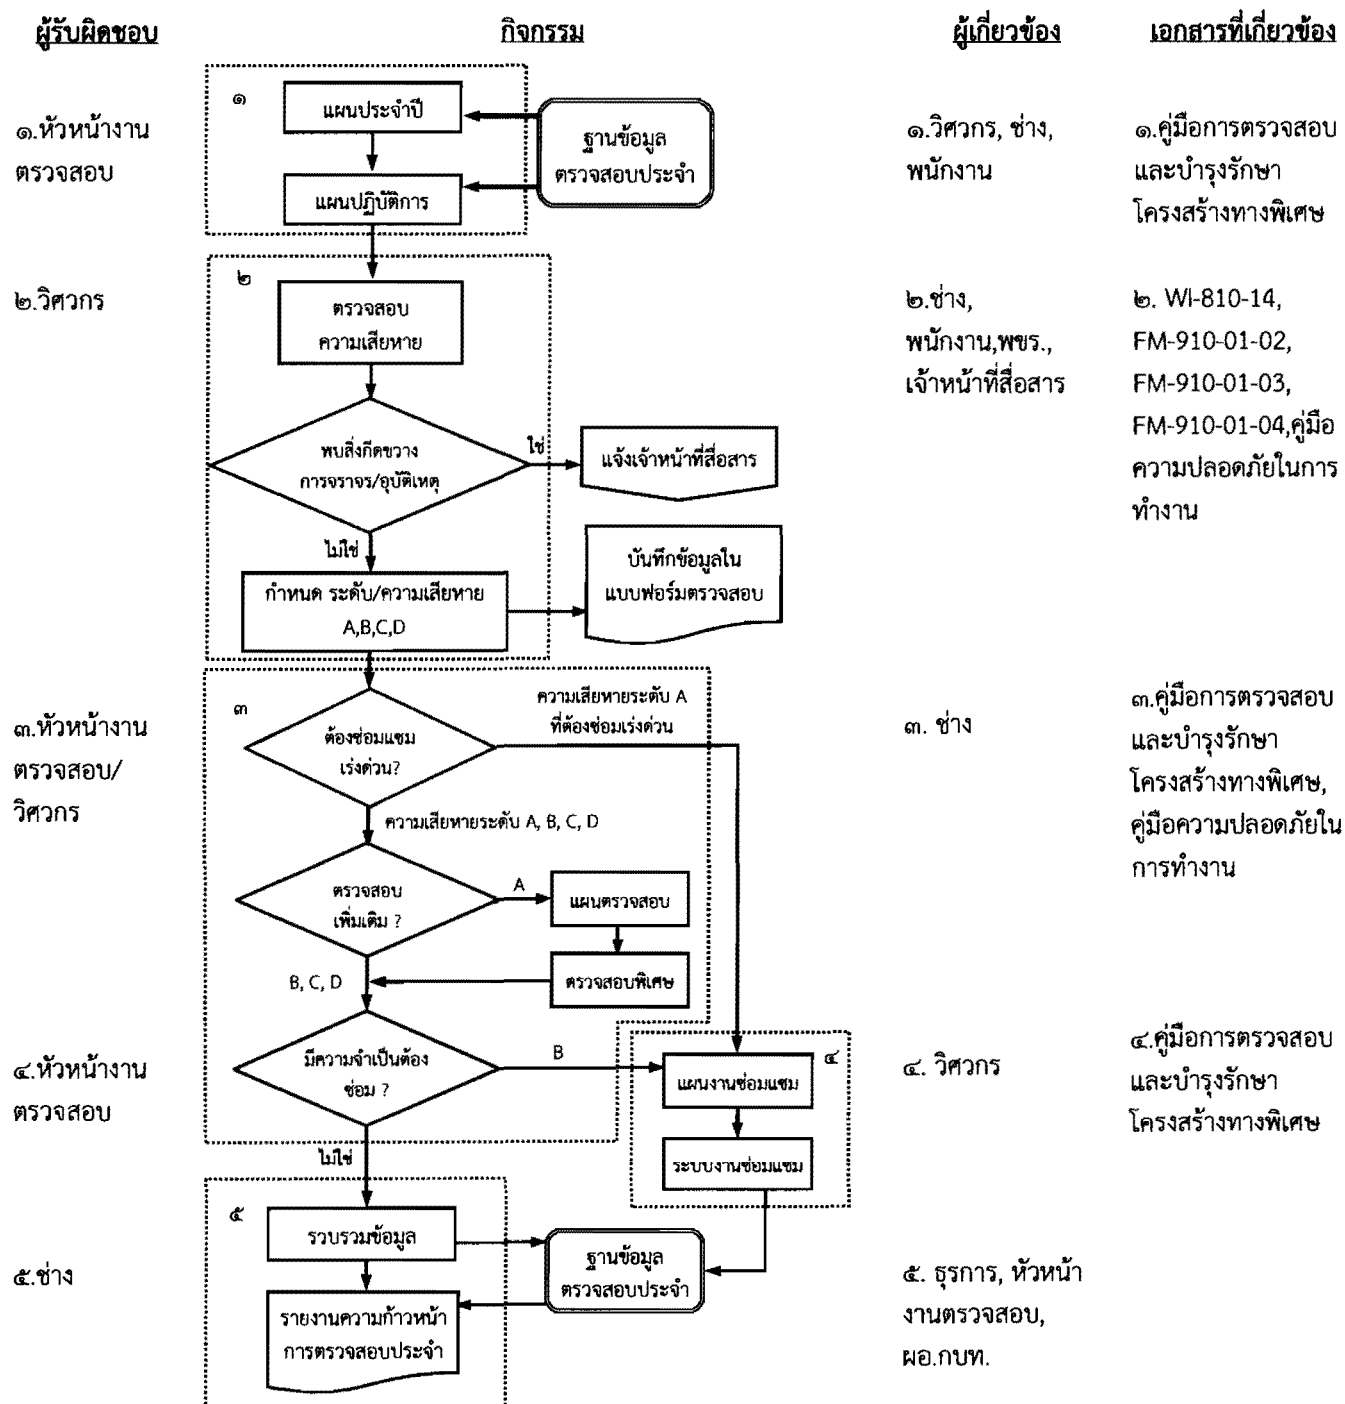 ผู้รับผิดชอบ
กิจกรรม
ผู้เกี่ยวข้อง
เอกสารที่เกี่ยวข้อง
๑.หัวหน้างาน
ตรวจสอบ
๑
แผนประจำปี
แผนปฏิบัติการ
ฐานข้อมูล
ตรวจสอบประจำ
๑.วิศวกร, ช่าง,
พนักงาน
๑.คู่มือการตรวจสอบ
และบำรุงรักษา
โครงสร้างทางพิเศษ
๒.วิศวกร
๒
ตรวจสอบ
ความเสียหาย
พบสิ่งกีดขวาง
การจราจร/อุบัติเหตุ
ใช่
แจ้งเจ้าหน้าที่สื่อสาร
ไม่ใช่
กำหนด ระดับ/ความเสียหาย
A,B,C,D
บันทึกข้อมูลใน
แบบฟอร์มตรวจสอบ
๒.ช่าง,
พนักงาน,พขร.,
เจ้าหน้าที่สื่อสาร
๒. WI-810-14,
FM-910-01-02,
FM-910-01-03,
FM-910-01-04,คู่มือ
ความปลอดภัยในการ
ทำงาน
๓.หัวหน้างาน
ตรวจสอบ/
วิศวกร
๓
ต้องซ่อมแซม
เร่งด่วน?
ความเสียหายระดับ A
ที่ต้องซ่อมเร่งด่วน
ความเสียหายระดับ A, B, C, D
ตรวจสอบ
เพิ่มเติม ?
A
แผนตรวจสอบ
ตรวจสอบพิเศษ
B, C, D
๓. ช่าง
๓.คู่มือการตรวจสอบ
และบำรุงรักษา
โครงสร้างทางพิเศษ,
คู่มือความปลอดภัยใน
การทำงาน
๔.หัวหน้างาน
ตรวจสอบ
มีความจำเป็นต้อง
ซ่อม ?
B
๔
แผนงานซ่อมแซม
ระบบงานซ่อมแซม
ไม่ใช่
๔. วิศวกร
๔.คู่มือการตรวจสอบ
และบำรุงรักษา
โครงสร้างทางพิเศษ
๕.ช่าง
๕
รวบรวมข้อมูล
ฐานข้อมูล
ตรวจสอบประจำ
รายงานความก้าวหน้า
การตรวจสอบประจำ
๕. ธุรการ, หัวหน้า
งานตรวจสอบ,
ผอ.กบท.